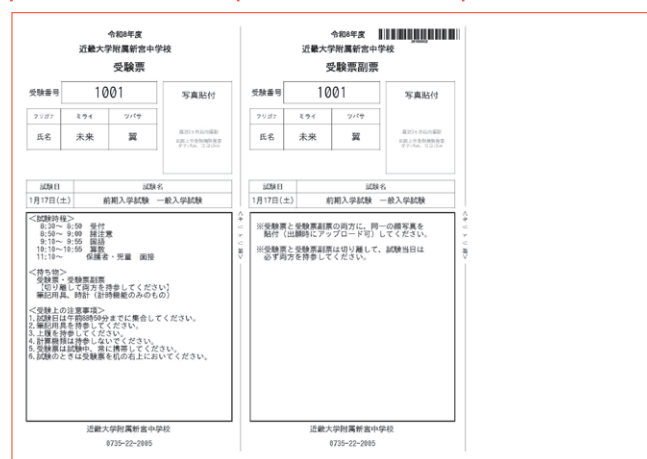 令和8年度
近畿大学附属新宮中学校
受験票
受験番号 1001 写真貼付
フリガナ ミライ ツバサ
氏名 未来 翼
試験日 試験名
1月17日(土) 前期入学試験 一般入学試験
<試験時程>
8:30~ 8:50 受付
8:50~ 9:00 諸注意
9:10~ 9:55 国語
10:10~10:55 算数
11:10~ 保護者・児童 面接
<持ち物>
受験票・受験票副票
【切り離して両方を持参してください】
筆記用具、時計(計時機能のみのもの)
<受験上の注意事項>
1.試験日は午前8時50分までに集合してください。
2.筆記用具を持参してください。
3.上履を持参してください。
4.計算機類は持参しないでください。
5.受験票は試験中、常に携帯してください。
6.試験のときは受験票を机の右上においてください。
近畿大学附属新宮中学校
0735-22-2005
令和8年度
近畿大学附属新宮中学校
受験票副票
受験番号 1001 写真貼付
フリガナ ミライ ツバサ
氏名 未来 翼
試験日 試験名
1月17日(土) 前期入学試験 一般入学試験
※受験票と受験票副票の両方に、同一の顔写真を
貼付(出願時にアップロード可)してください。
※受験票と受験票副票は切り離して、試験当日は
必ず両方を持参してください。
近畿大学附属新宮中学校
0735-22-2005